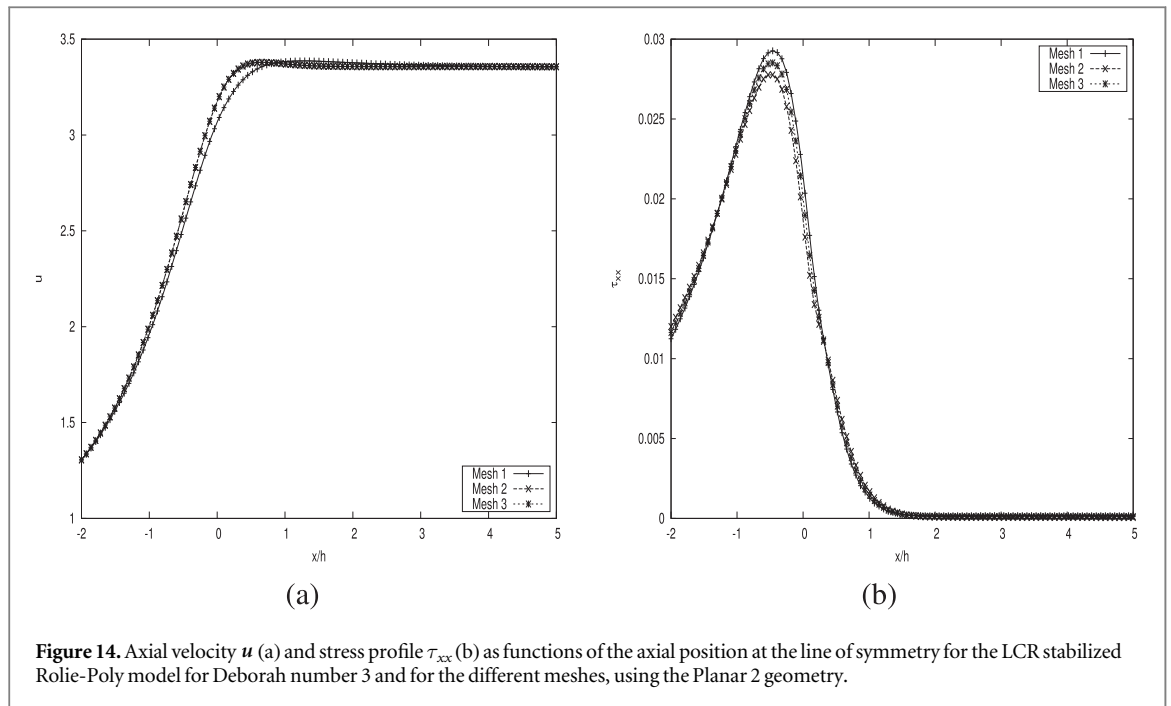 3.5
3
2.5
2
1.5
1
u
-2 -1 0 1 2 3 4 5
x/h
Mesh 1
Mesh 2
Mesh 3
(a)
0.03
0.025
0.02
0.015
0.01
0.005
0
τxx
-2 -1 0 1 2 3 4 5
x/h
Mesh 1
Mesh 2
Mesh 3
(b)
Figure 14. Axial velocity u (a) and stress profile τxx (b) as functions of the axial position at the line of symmetry for the LCR stabilized
Rolie-Poly model for Deborah number 3 and for the different meshes, using the Planar 2 geometry.